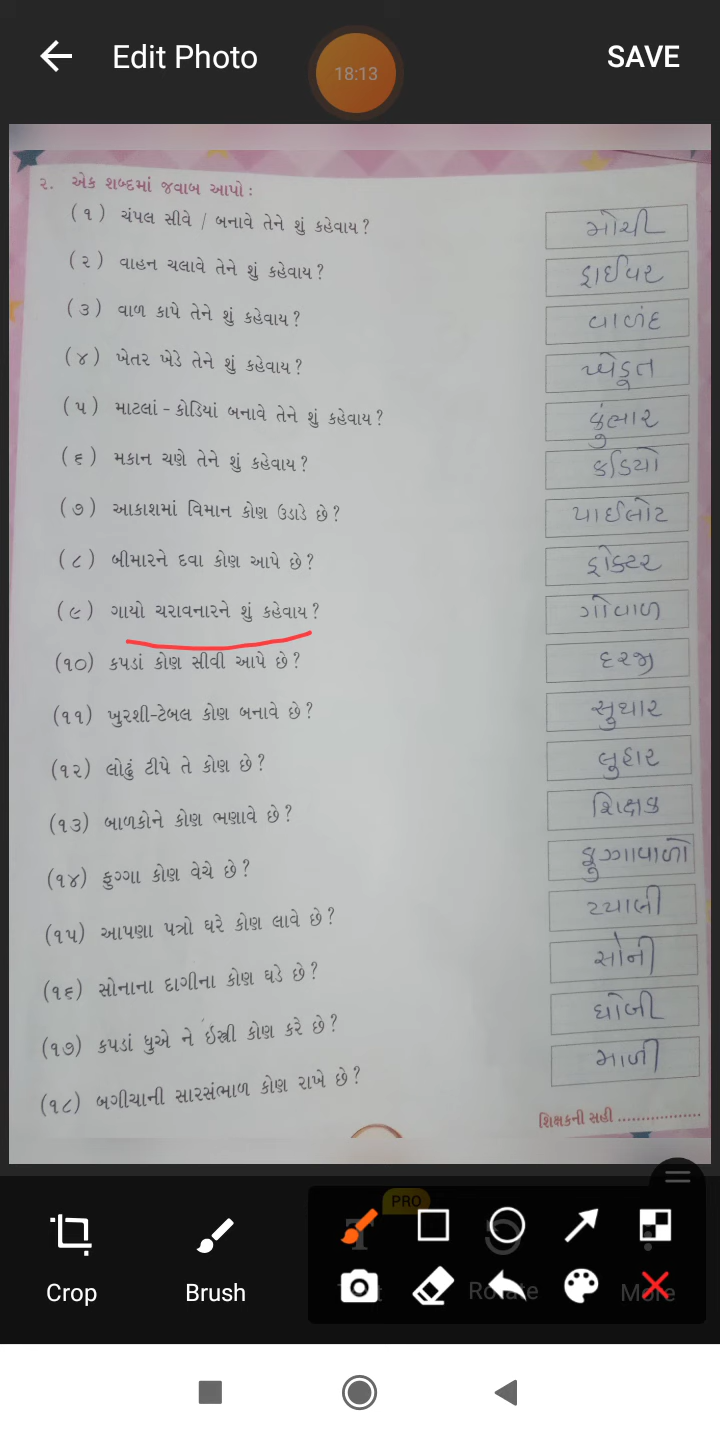 Edit Photo
18:13
SAVE
૨. એક શબ્દમાં જવાબ આપો :
(૧) ચંપલ સીવે / બનાવે તેને શું કહેવાય ? મોચી
(૨) વાહન ચલાવે તેને શું કહેવાય ? ડ્રાઈવર
(૩) વાળ કાપે તેને શું કહેવાય ? વાળંદ
(૪) ખેતર ખેડે તેને શું કહેવાય ? ખેડૂત
(૫) માટલાં - કોડિયાં બનાવે તેને શું કહેવાય ? કુંભાર
(૬) મકાન ચણે તેને શું કહેવાય ? કડિયો
(૭) આકાશમાં વિમાન કોણ ઉડાડે છે ? પાઈલોટ
(૮) બીમારને દવા કોણ આપે છે ? ડોક્ટર
(૯) ગાયો ચરાવનારને શું કહેવાય ? ગોવાળ
(૧૦) કપડાં કોણ સીવી આપે છે ? દરજી
(૧૧) ખુરશી-ટેબલ કોણ બનાવે છે ? સુથાર
(૧૨) લોઢું ટીપે તે કોણ છે ? લુહાર
(૧૩) બાળકોને કોણ ભણાવે છે ? શિક્ષક
(૧૪) ફુગ્ગા કોણ વેચે છે ? ફુગ્ગાવાળો
(૧૫) આપણા પત્રો ઘરે કોણ લાવે છે ? ટપાલી
(૧૬) સોનાના દાગીના કોણ ઘડે છે ? સોની
(૧૭) કપડાં ધુએ ને ઇસ્ત્રી કોણ કરે છે ? ધોબી
(૧૮) બગીચાની સારસંભાળ કોણ રાખે છે ? માળી
શિક્ષકની સહી ..................
PRO
Crop
Brush
Rotate
More